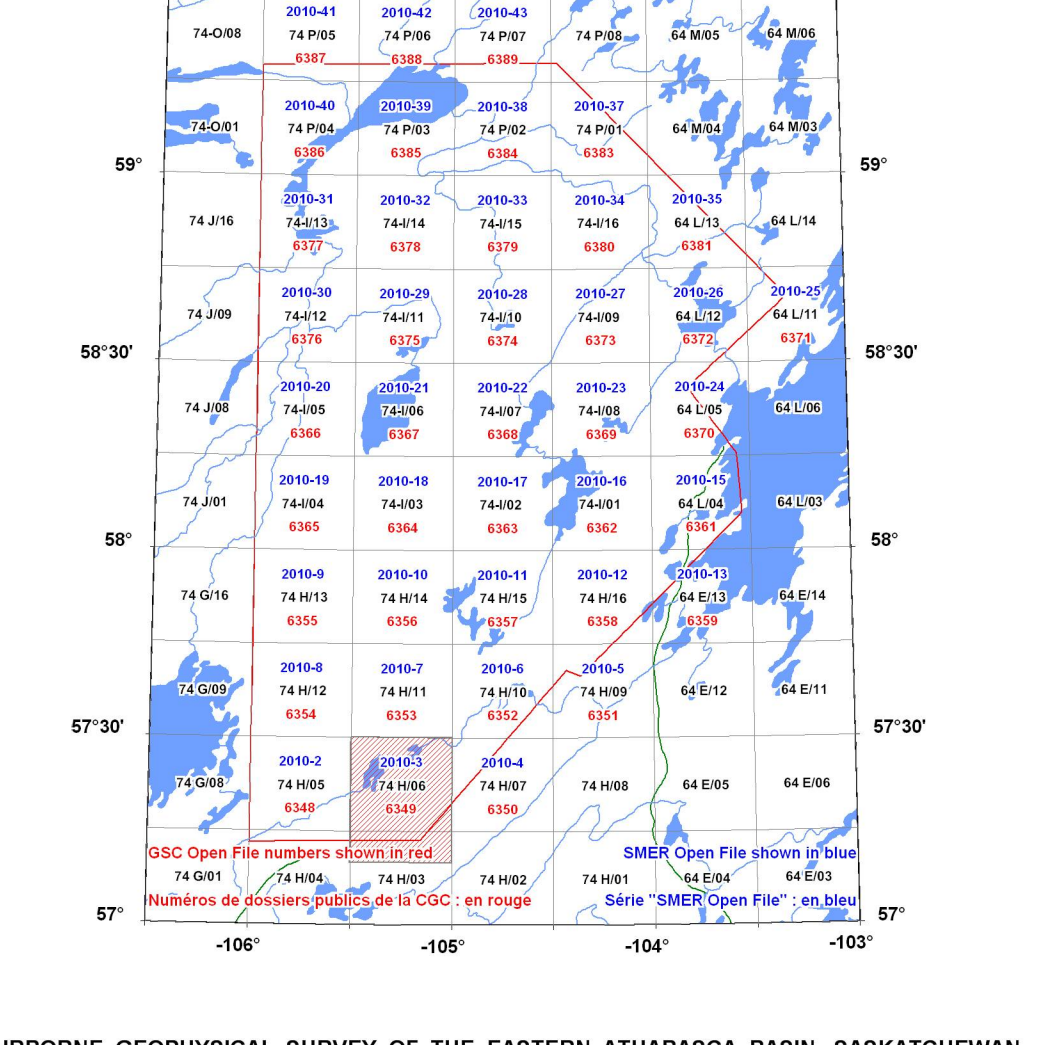 2010-41 2010-42 2010-43
74-O/08 74 P/05 74 P/06 74 P/07 74 P/08 64 M/05 64 M/06
6387 6388 6389
2010-40 2010-39 2010-38 2010-37
74-O/01 74 P/04 74 P/03 74 P/02 74 P/01 64 M/04 64 M/03
6386 6385 6384 6383
59° 59°
2010-31 2010-32 2010-33 2010-34 2010-35
74 J/16 74-I/13 74-I/14 74-I/15 74-I/16 64 L/13 64 L/14
6377 6378 6379 6380 6381
2010-30 2010-29 2010-28 2010-27 2010-26 2010-25
74 J/09 74-I/12 74-I/11 74-I/10 74-I/09 64 L/12 64 L/11
6376 6375 6374 6373 6372 6371
58°30' 58°30'
2010-20 2010-21 2010-22 2010-23 2010-24
74 J/08 74-I/05 74-I/06 74-I/07 74-I/08 64 L/05 64 L/06
6366 6367 6368 6369 6370
2010-19 2010-18 2010-17 2010-16 2010-15
74 J/01 74-I/04 74-I/03 74-I/02 74-I/01 64 L/04 64 L/03
6365 6364 6363 6362 6361
58° 58°
2010-9 2010-10 2010-11 2010-12 2010-13
74 G/16 74 H/13 74 H/14 74 H/15 74 H/16 64 E/13 64 E/14
6355 6356 6357 6358 6359
2010-8 2010-7 2010-6 2010-5
74 G/09 74 H/12 74 H/11 74 H/10 74 H/09 64 E/12 64 E/11
6354 6353 6352 6351
57°30' 57°30'
2010-2 2010-3 2010-4
74 G/08 74 H/05 74 H/06 74 H/07 74 H/08 64 E/05 64 E/06
6348 6349 6350
GSC Open File numbers shown in red SMER Open File shown in blue
74 G/01 74 H/04 74 H/03 74 H/02 74 H/01 64 E/04 64 E/03
Numéros de dossiers publics de la CGC : en rouge Série "SMER Open File" : en bleu
57° 57°
-106° -105° -104° -103°
GEOPHYSICAL SURVEY OF THE EASTERN ATHABASCA BASIN, SASKATCHEWAN